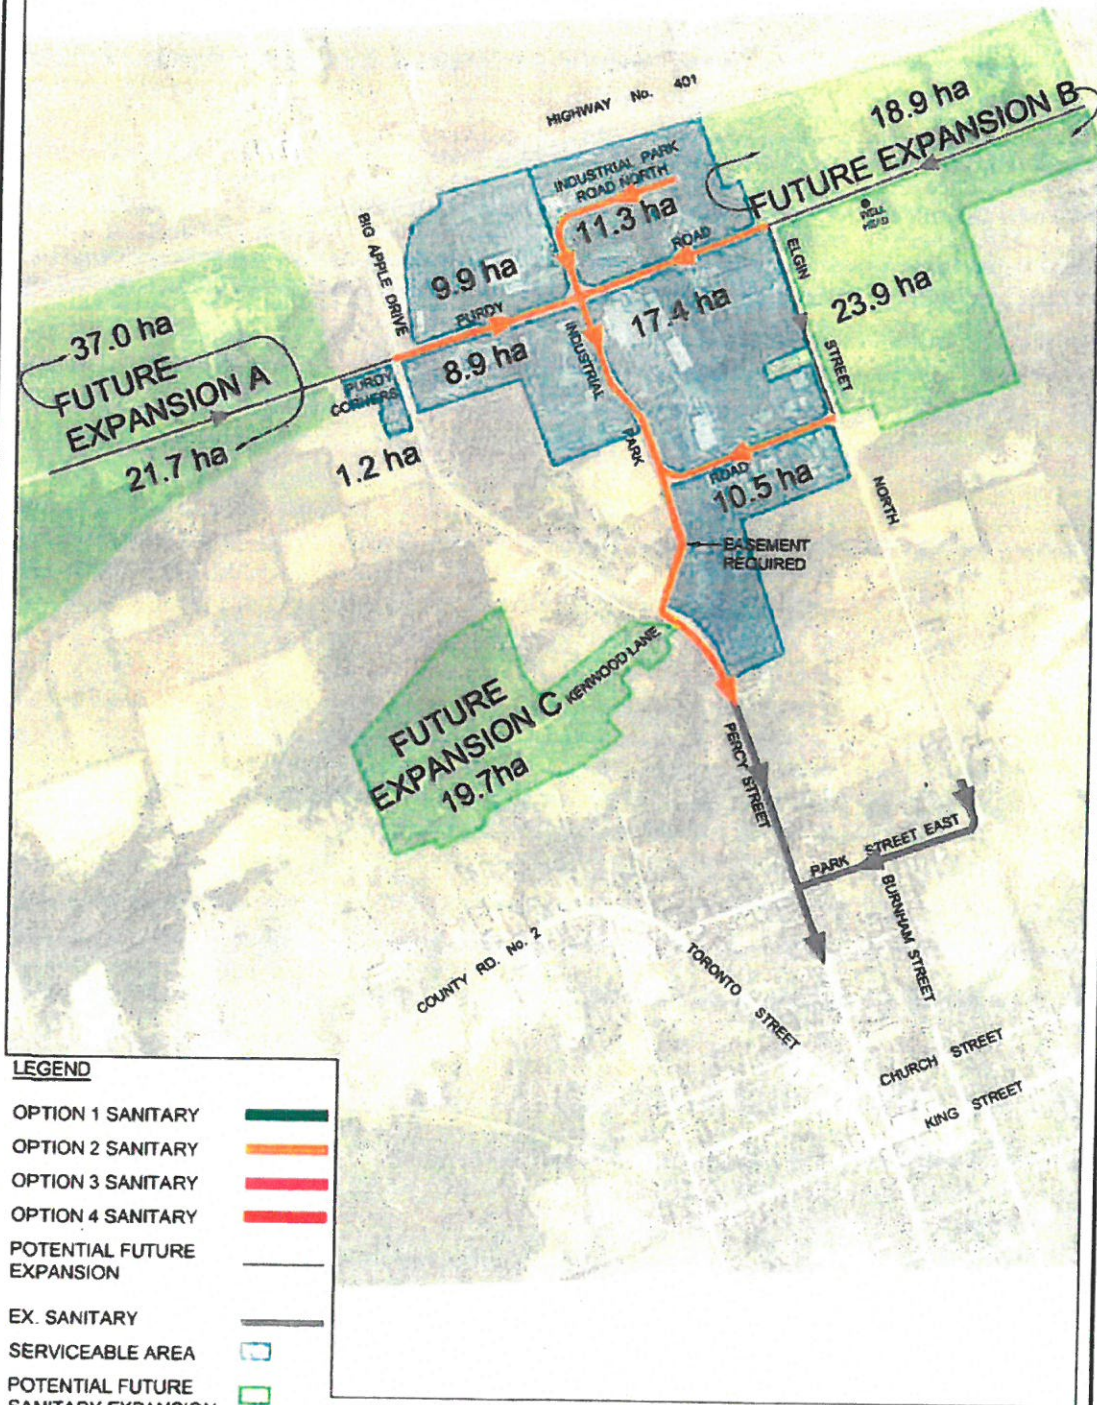 HIGHWAY No. 401
18.9 ha
FUTURE EXPANSION B
INDUSTRIAL PARK
ROAD NORTH
11.3 ha
WELL
HEAD
BIG APPLE DRIVE
9.9 ha
ROAD
ELGIN
23.9 ha
PURDY
17.4 ha
37.0 ha
8.9 ha
INDUSTRIAL
STREET
FUTURE
EXPANSION A
PURDY
CORNERS
21.7 ha
1.2 ha
PARK
ROAD
10.5 ha
NORTH
EASEMENT
REQUIRED
KENWOOD LANE
FUTURE
EXPANSION C
19.7ha
PERCY STREET
PARK STREET EAST
BURNHAM STREET
COUNTY RD. No. 2
TORONTO STREET
CHURCH STREET
KING STREET
LEGEND
OPTION 1 SANITARY
OPTION 2 SANITARY
OPTION 3 SANITARY
OPTION 4 SANITARY
POTENTIAL FUTURE
EXPANSION
EX. SANITARY
SERVICEABLE AREA
POTENTIAL FUTURE
SANITARY EXPANSION